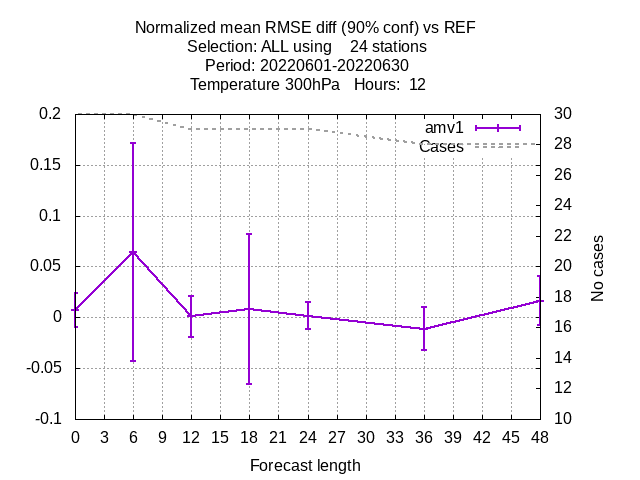 Normalized mean RMSE diff (90% conf) vs REF
Selection: ALL using    24 stations
Period: 20220601-20220630
Temperature 300hPa   Hours:  12
0.2
0.15
0.1
0.05
0
-0.05
-0.1
amv1
Cases
30
28
26
24
22
20
18
16
14
12
10
No cases
0 3 6 9 12 15 18 21 24 27 30 33 36 39 42 45 48
Forecast length